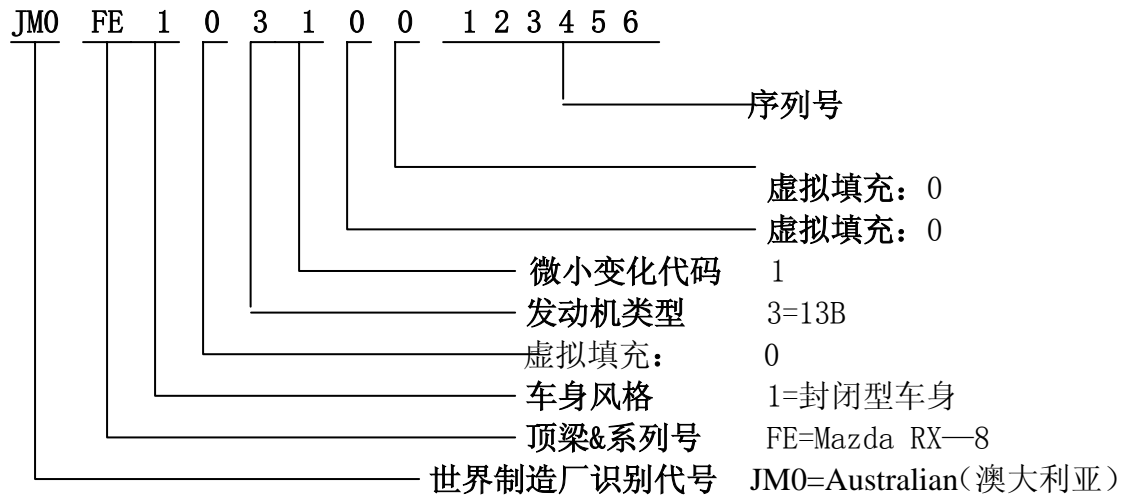 JM0 FE 1 0 3 1 0 0 1 2 3 4 5 6
序列号
虚拟填充：0
虚拟填充：0
微小变化代码 1
发动机类型 3=13B
虚拟填充： 0
车身风格 1=封闭型车身
顶梁&系列号 FE=Mazda RX—8
世界制造厂识别代号 JM0=Australian（澳大利亚）